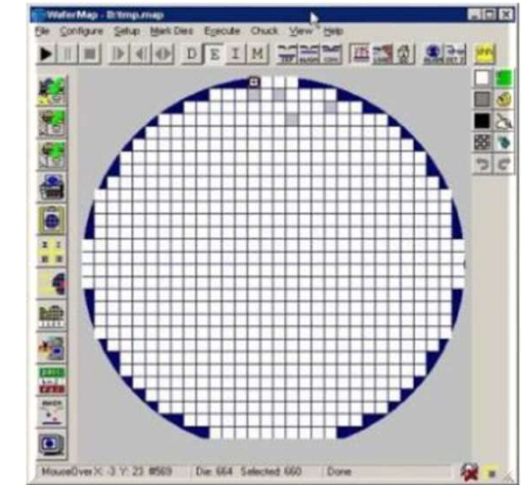 WaferMap - D:\tmp.map
File Configure Setup Mark Dies Execute Chuck View Help
D E I M
MouseOver X: -3 Y: 23 #569 Die: 664 Selected: 660 Done